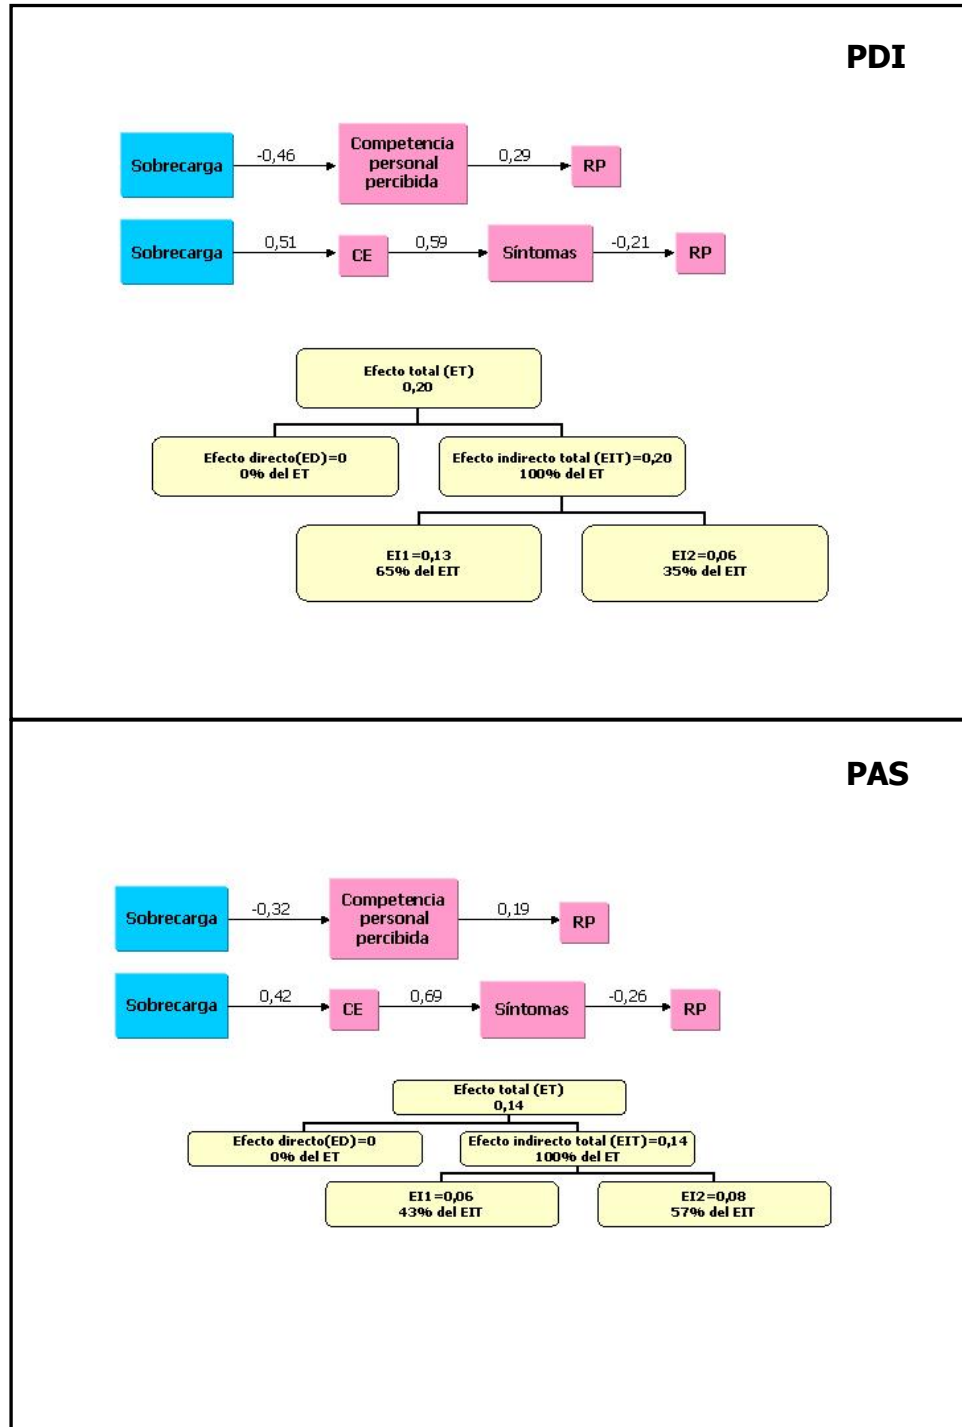 PDI
-0,46
0,29
Sobrecarga
Competencia
personal
percibida
RP
0,51
0,59
-0,21
Sobrecarga
CE
Síntomas
RP
Efecto total (ET)
0,20
Efecto directo(ED)=0
0% del ET
Efecto indirecto total (EIT)=0,20
100% del ET
EI1=0,13
65% del EIT
EI2=0,06
35% del EIT
PAS
-0,32
0,19
Sobrecarga
Competencia
personal
percibida
RP
0,42
0,69
-0,26
Sobrecarga
CE
Síntomas
RP
Efecto total (ET)
0,14
Efecto directo(ED)=0
0% del ET
Efecto indirecto total (EIT)=0,14
100% del ET
EI1=0,06
43% del EIT
EI2=0,08
57% del EIT